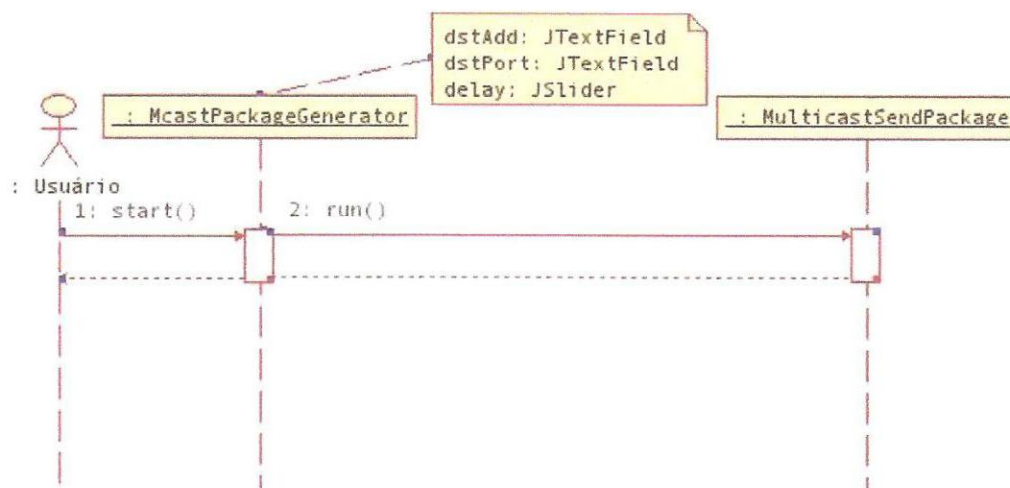 dstAdd: JTextField
dstPort: JTextField
delay: JSlider
: McastPackageGenerator
: MulticastSendPackage
: Usuário
1: start()
2: run()